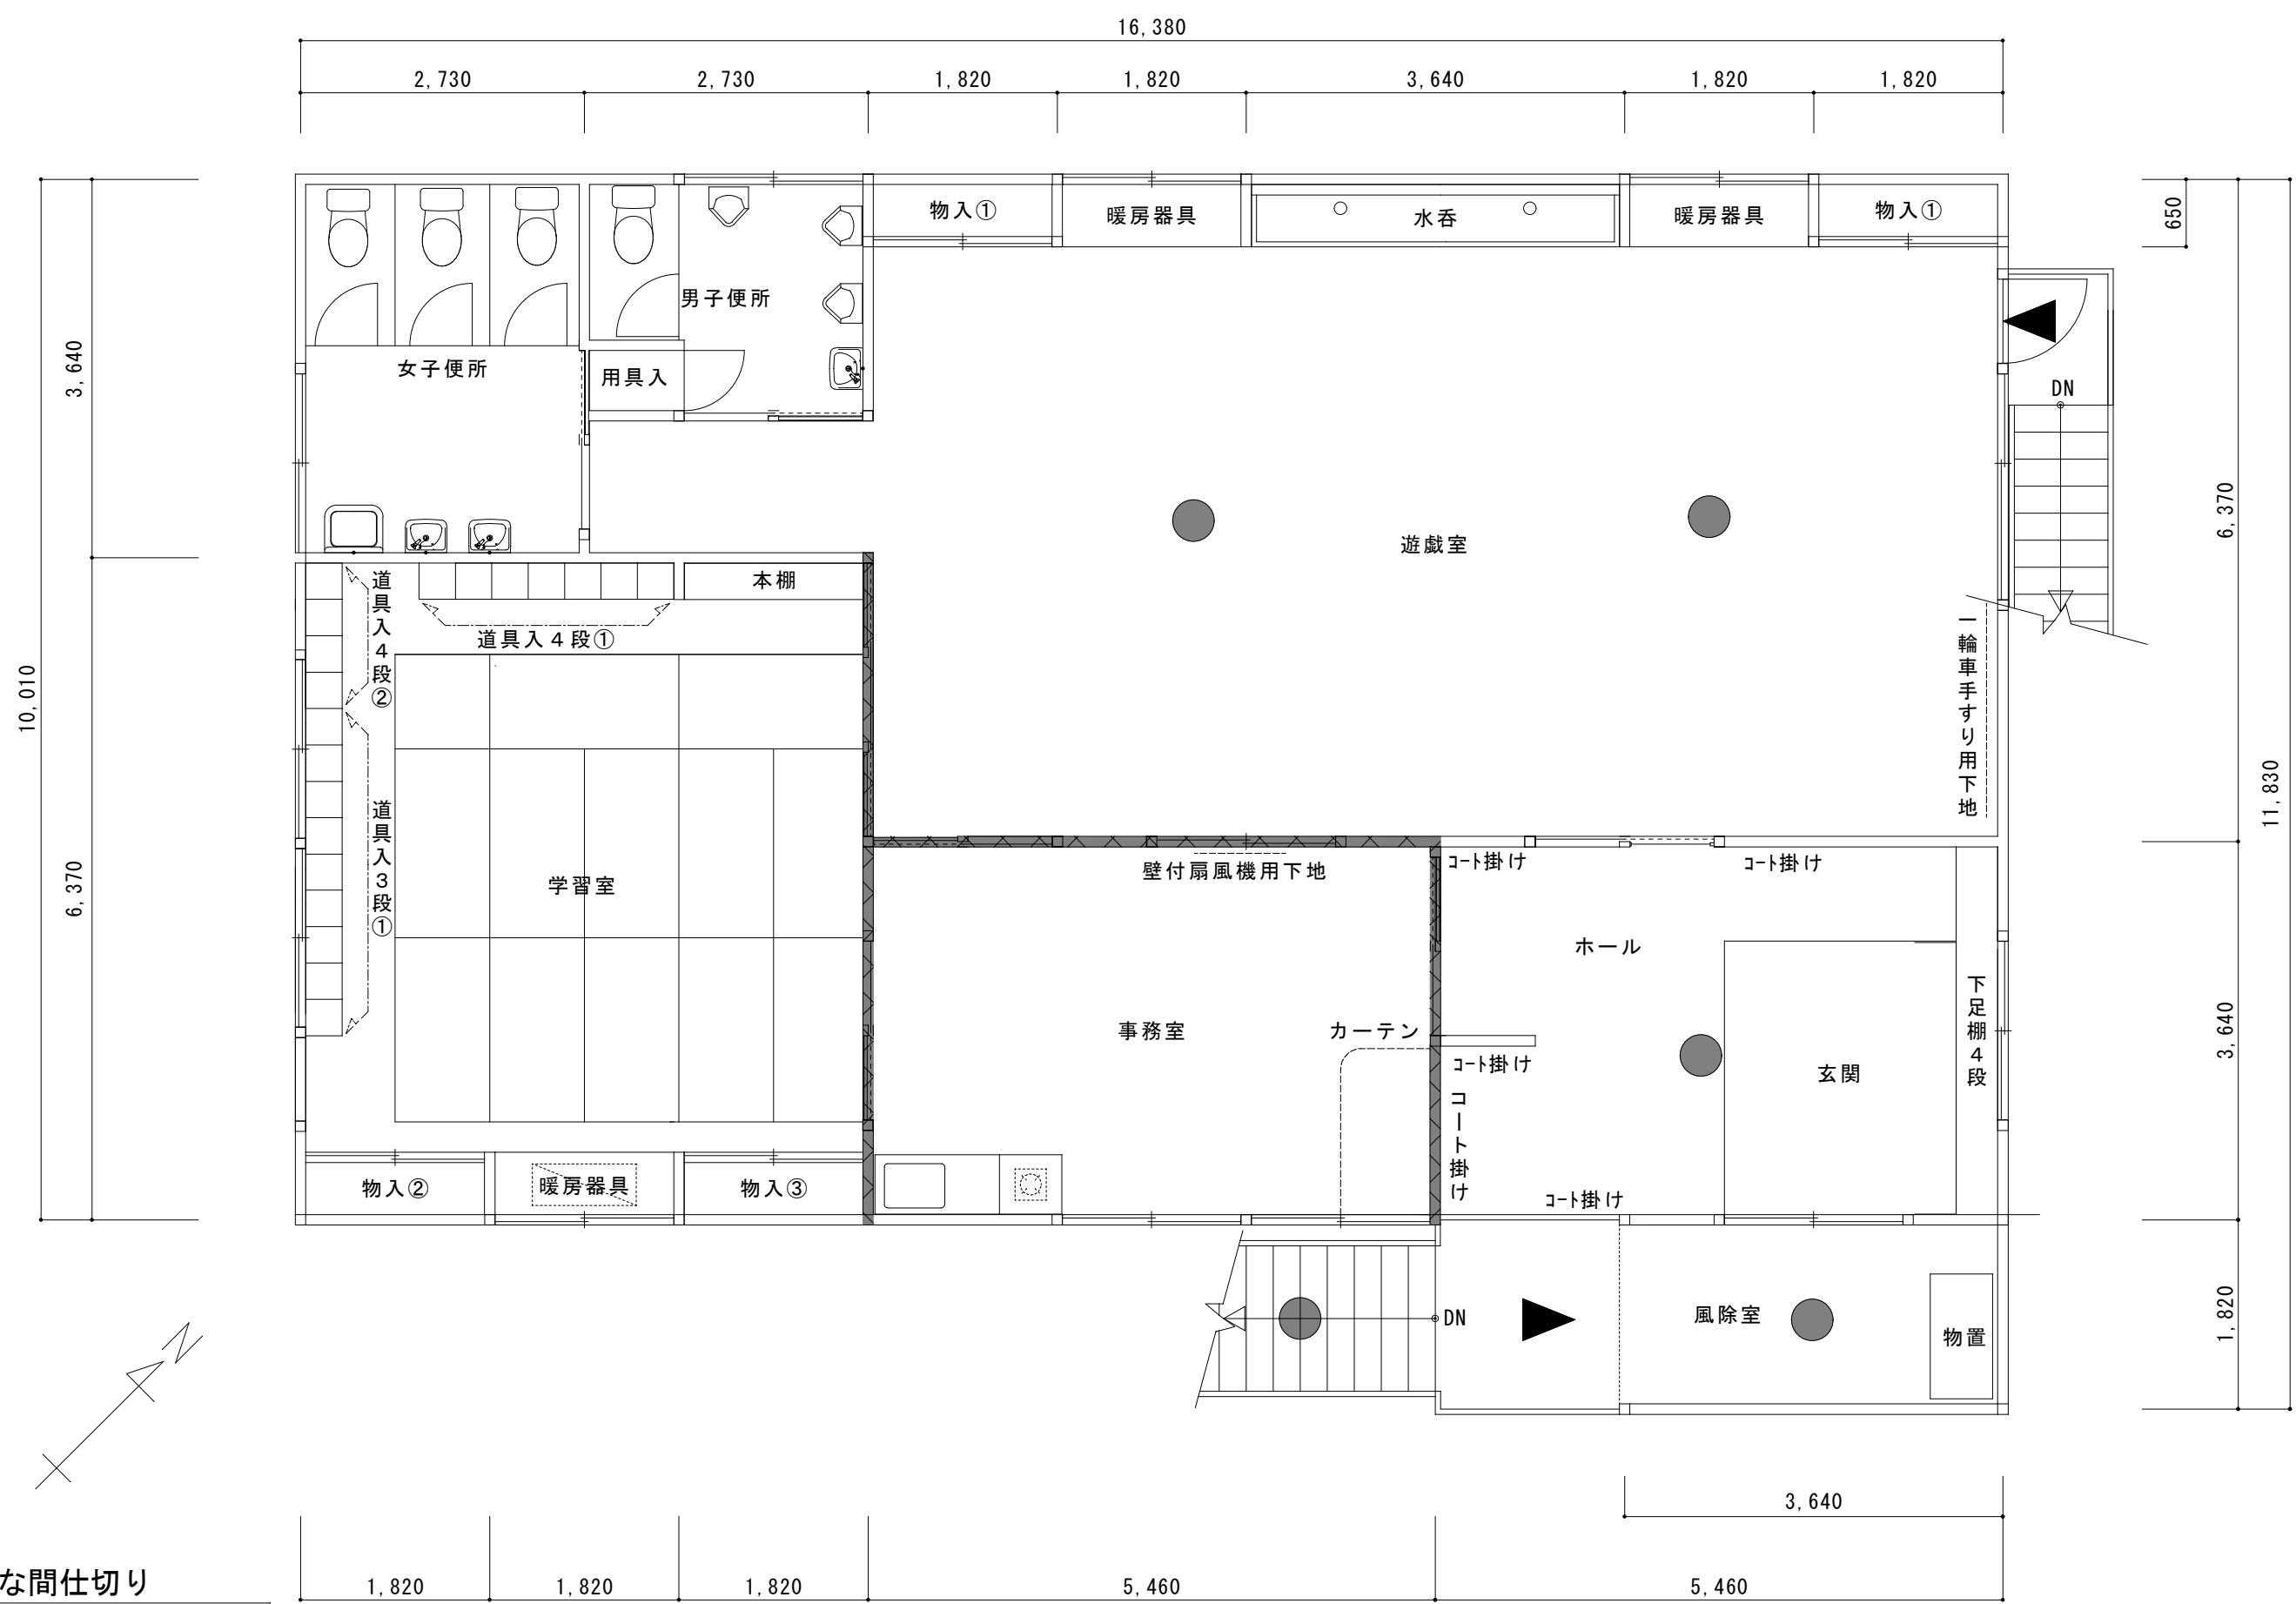 16,380
2,730
2,730
1,820
1,820
3,640
1,820
1,820
物入①
暖房器具
水呑
暖房器具
物入①
650
男子便所
女子便所
用具入
3,640
DN
6,370
遊戯室
本棚
道具入4段②
道具入4段①
10,010
一輪車手すり用下地
11,830
道具入3段①
学習室
6,370
壁付扇風機用下地
コート掛け
コート掛け
ホール
事務室
カーテン
コート掛け
玄関
下足棚4段
3,640
コート掛け
物入②
暖房器具
物入③
コート掛け
DN
風除室
物置
1,820
N
3,640
な間仕切り
1,820
1,820
1,820
5,460
5,460